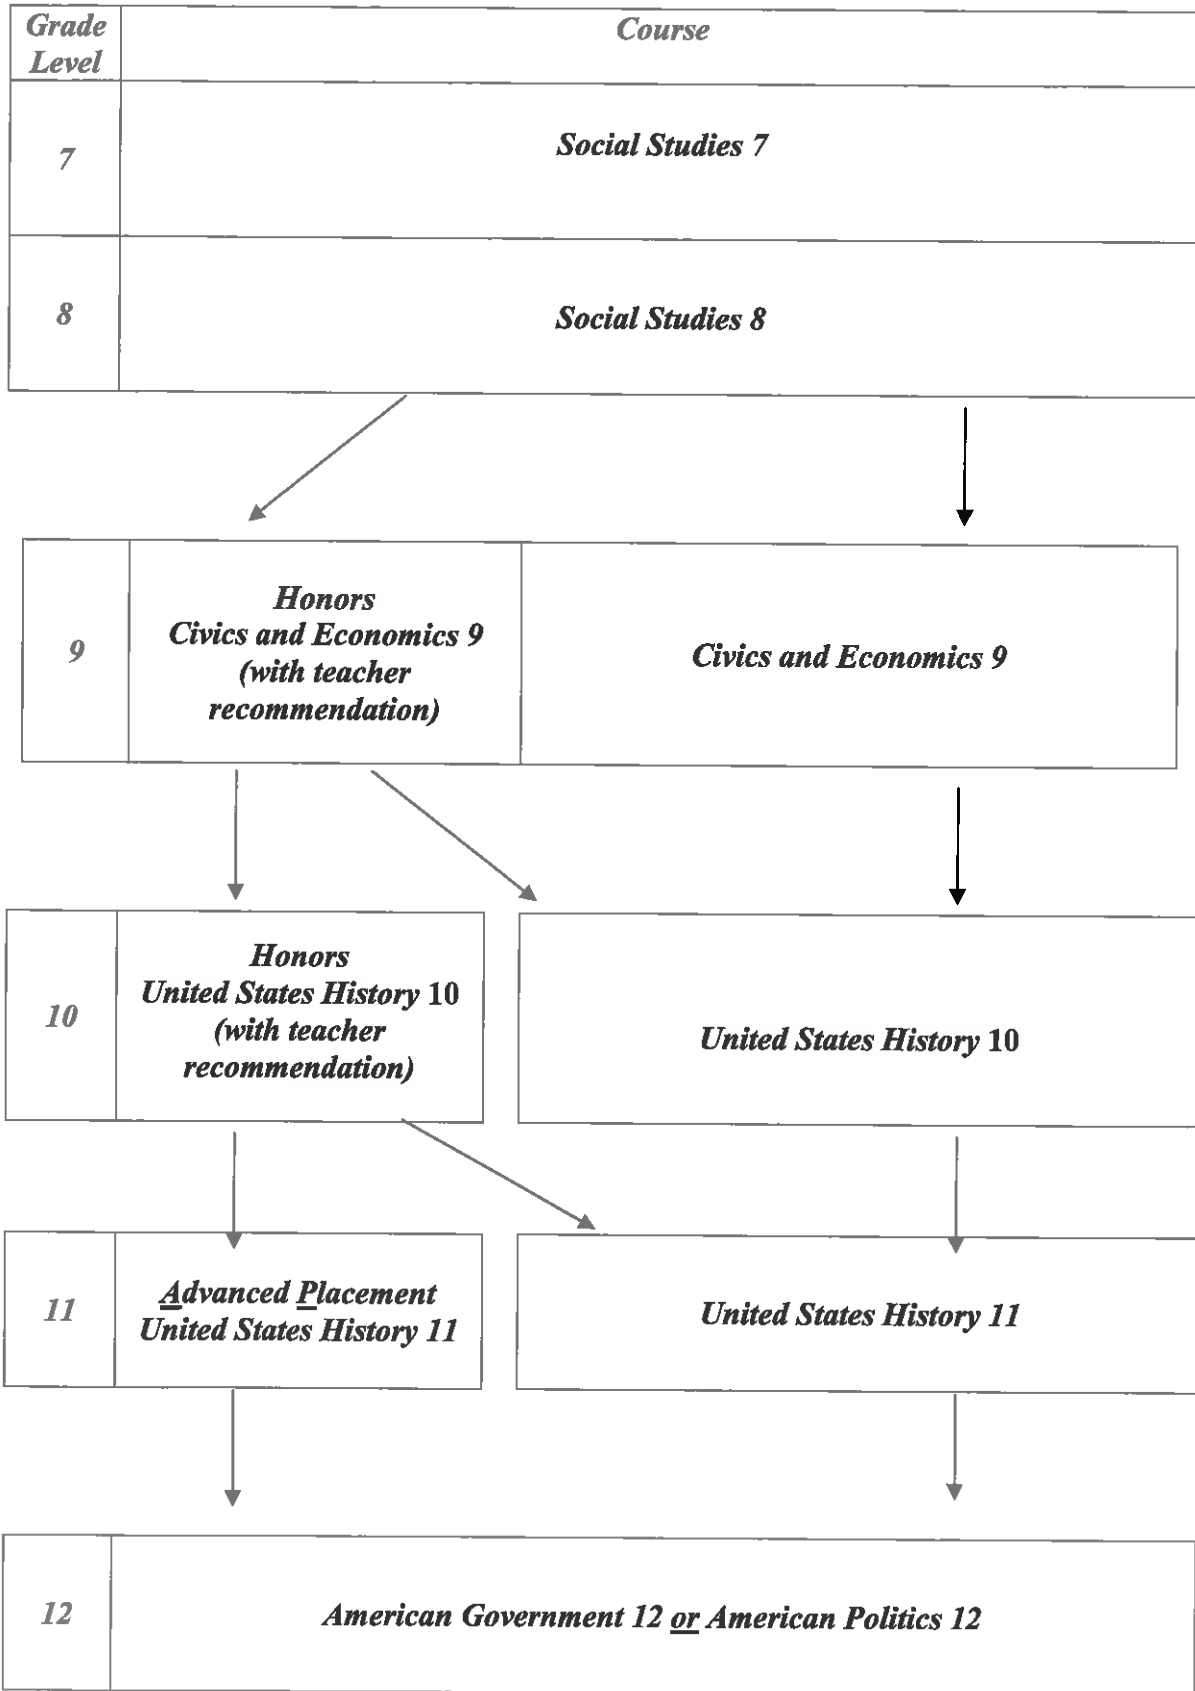 Grade
Level
Course
7
Social Studies 7
8
Social Studies 8
9
Honors
Civics and Economics 9
(with teacher
recommendation)
Civics and Economics 9
10
Honors
United States History 10
(with teacher
recommendation)
United States History 10
11
Advanced Placement
United States History 11
United States History 11
12
American Government 12 or American Politics 12